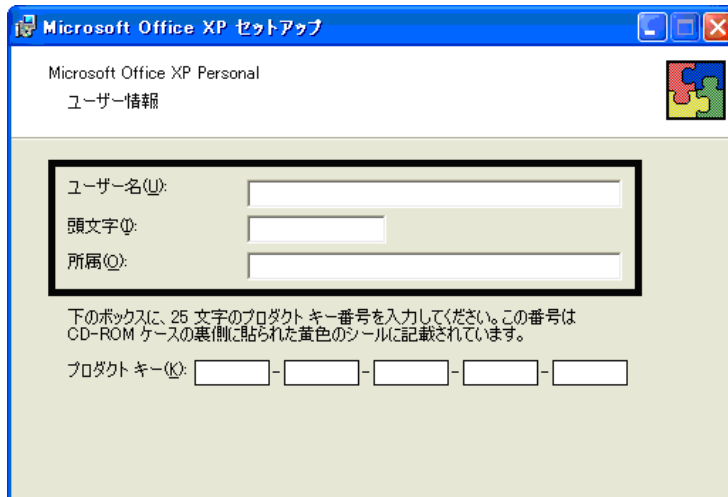 Microsoft Office XP セットアップ
Microsoft Office XP Personal
ユーザー情報
ユーザー名(U):
頭文字(I):
所属(O):
下のボックスに、25 文字のプロダクト キー番号を入力してください。この番号は
CD-ROM ケースの裏側に貼られた黄色のシールに記載されています。
プロダクト キー(K): - - - -